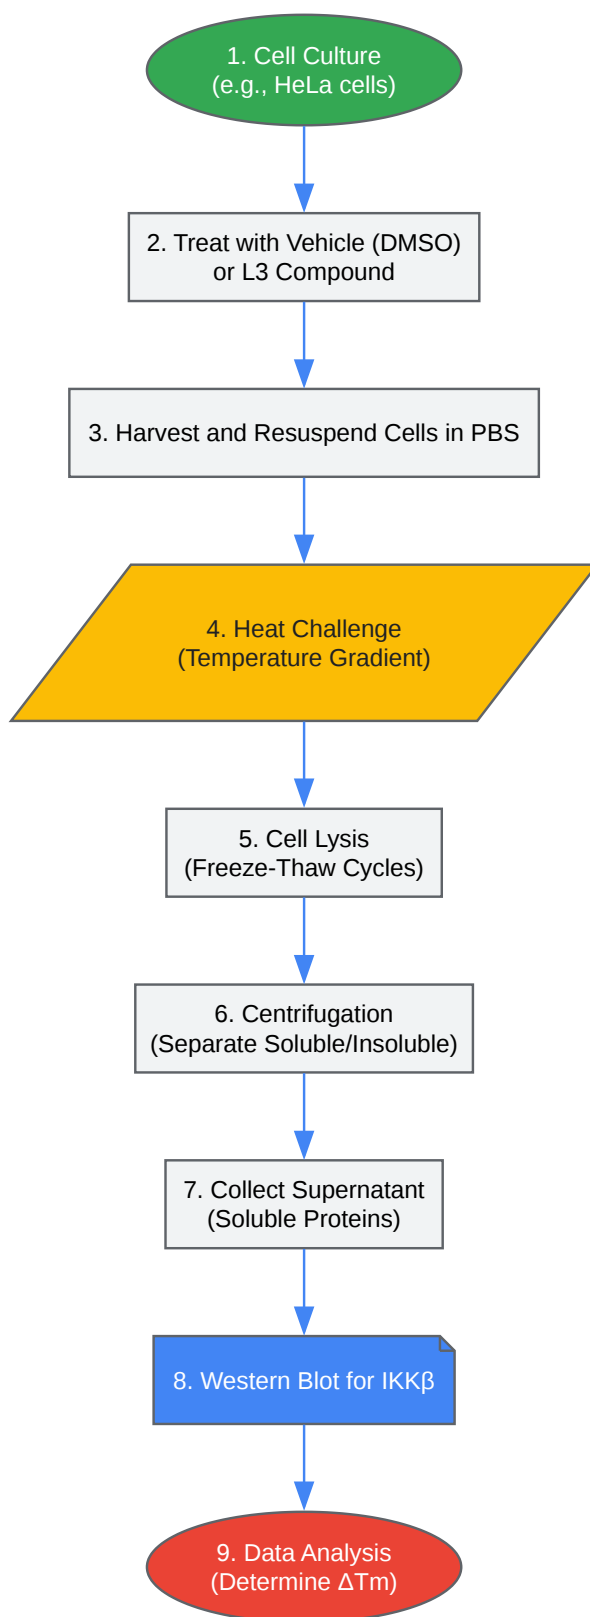 1. Cell Culture
(e.g., HeLa cells)
2. Treat with Vehicle (DMSO)
or L3 Compound
3. Harvest and Resuspend Cells in PBS
4. Heat Challenge
(Temperature Gradient)
5. Cell Lysis
(Freeze-Thaw Cycles)
6. Centrifugation
(Separate Soluble/Insoluble)
7. Collect Supernatant
(Soluble Proteins)
8. Western Blot for IKKβ
9. Data Analysis
(Determine ΔTm)